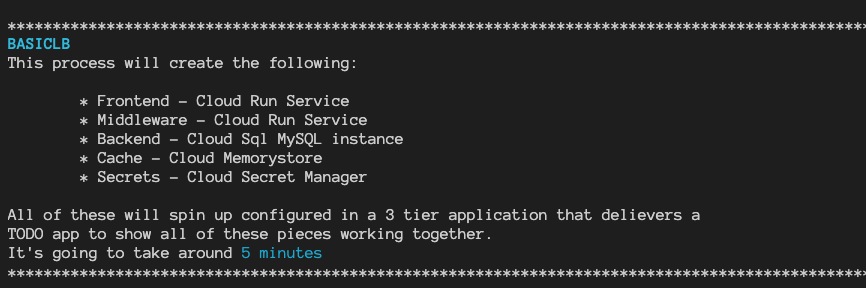 ************************************************************************************************
BASICLB
This process will create the following:
* Frontend - Cloud Run Service
* Middleware - Cloud Run Service
* Backend - Cloud Sql MySQL instance
* Cache - Cloud Memorystore
* Secrets - Cloud Secret Manager
All of these will spin up configured in a 3 tier application that delievers a
TODO app to show all of these pieces working together.
It's going to take around 5 minutes
************************************************************************************************